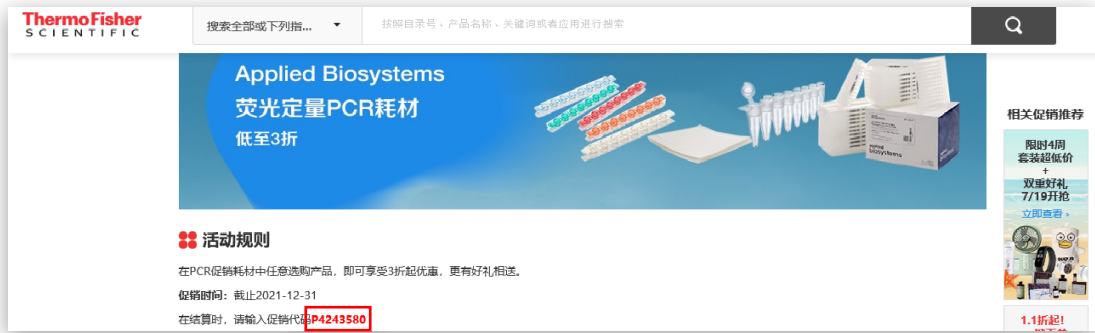 ThermoFisher
SCIENTIFIC
搜索全部或下列指...
按照目录号、产品名称、关键词或者应用进行搜索
Applied Biosystems
荧光定量PCR耗材
低至3折
applied
biosystems
相关促销推荐
限时4周
套装超低价
+
双重好礼
7/19开抢
立即查看 ›
活动规则
在PCR促销耗材中任意选购产品，即可享受3折起优惠，更有好礼相送。
促销时间：截止2021-12-31
在结算时，请输入促销代码P4243580
1.1折起!